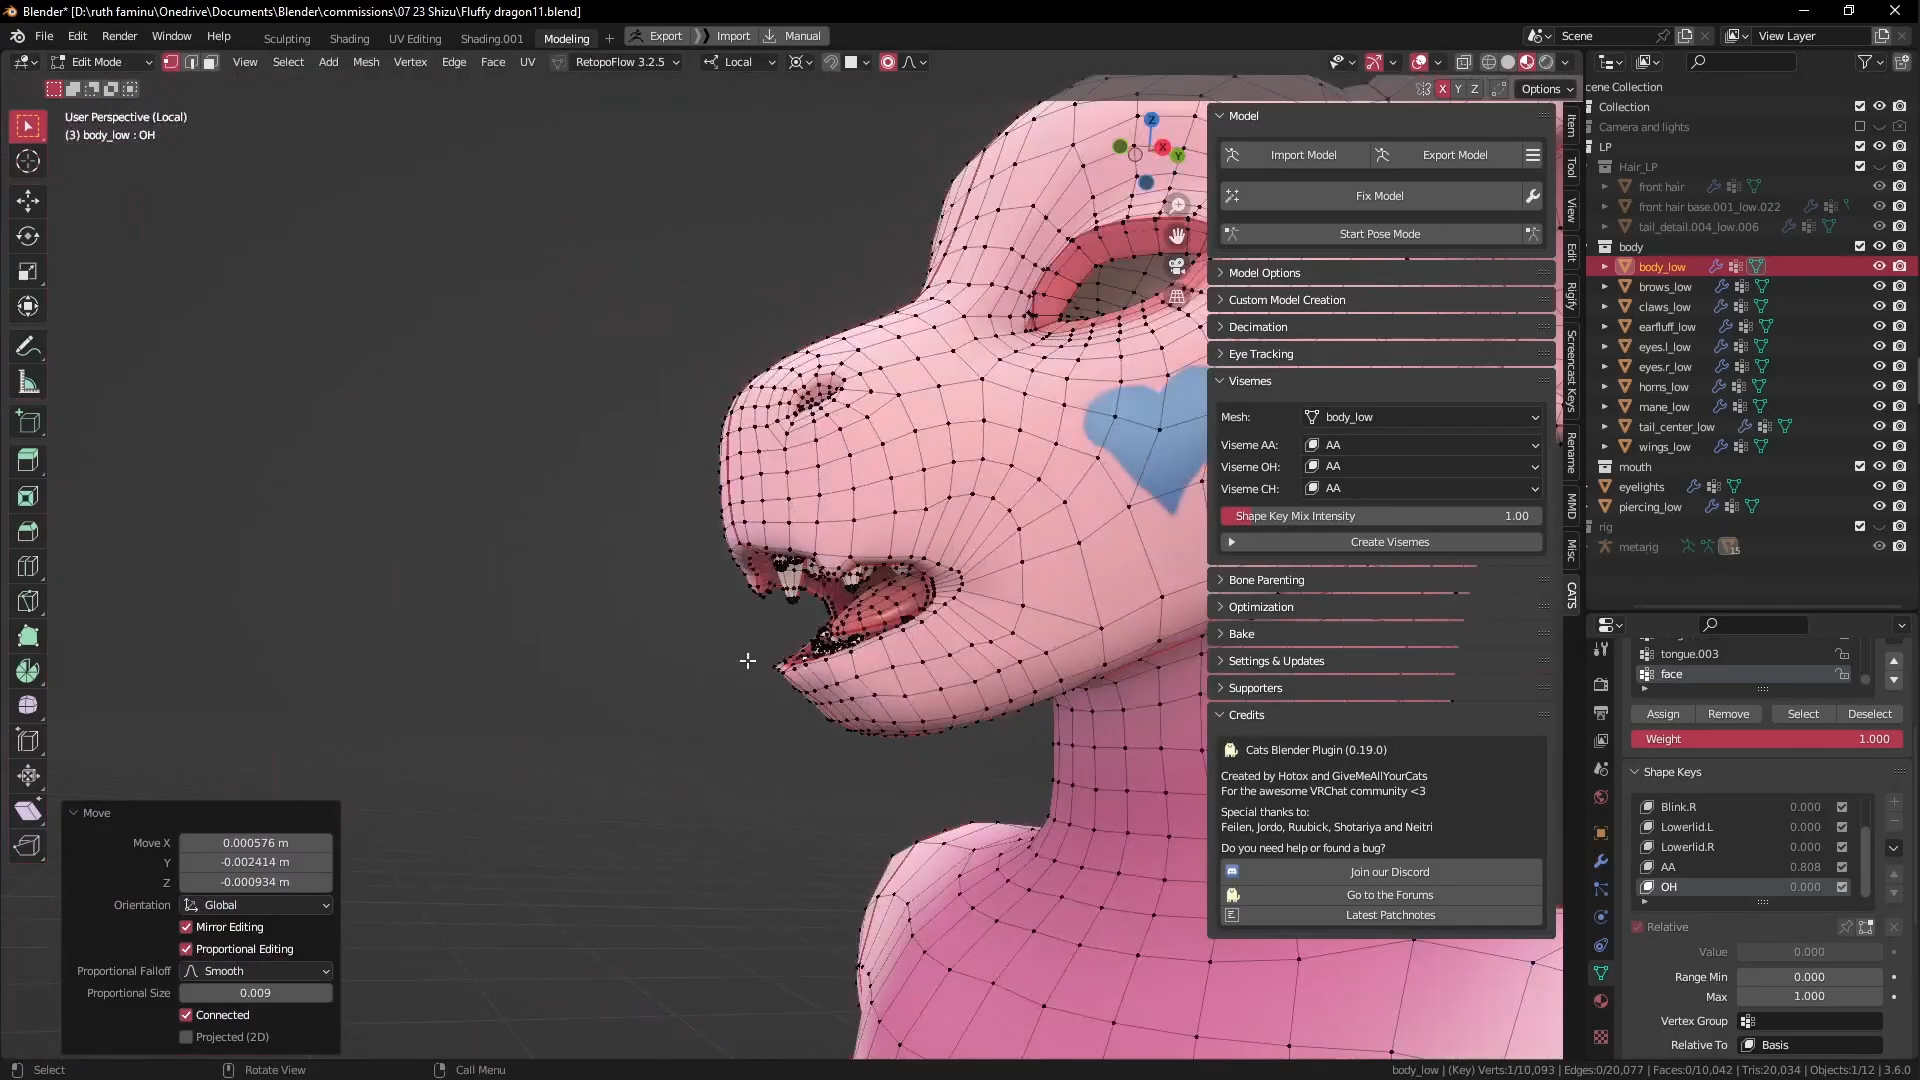 Blender* [D:\ruth faminu\Onedrive\Documents\Blender\commissions\07 23 Shizu\Fluffy dragon11.blend]
File Edit Render Window Help Sculpting Shading UV Editing Shading.001 Modeling + Export Import Manual Scene View Layer
Edit Mode View Select Add Mesh Vertex Edge Face UV RetopoFlow 3.2.5 Local
X Y Z Options
User Perspective (Local)
(3) body_low : OH
Z
X
Y
Model
Import Model Export Model
Fix Model
Start Pose Mode
Model Options
Custom Model Creation
Decimation
Eye Tracking
Visemes
Mesh: body_low
Viseme AA: AA
Viseme OH: AA
Viseme CH: AA
Shape Key Mix Intensity 1.00
Create Visemes
Bone Parenting
Optimization
Bake
Settings & Updates
Supporters
Credits
Cats Blender Plugin (0.19.0)
Created by Hotox and GiveMeAllYourCats
For the awesome VRChat community <3
Special thanks to:
Feilen, Jordo, Ruubick, Shotariya and Neitri
Do you need help or found a bug?
Join our Discord
Go to the Forums
Latest Patchnotes
Item
Tool
View
Edit
Rigify
Screencast Keys
Rename
MMD
Misc
CATS
cene Collection
Collection
Camera and lights
LP
Hair_LP
front hair
front hair base.001_low.022
tail_detail.004_low.006
body
body_low
brows_low
claws_low
earfluff_low
eyes.l_low
eyes.r_low
horns_low
mane_low
tail_center_low
wings_low
mouth
eyelights
piercing_low
rig
metarig 15
tongue.003
face
Assign Remove Select Deselect
Weight 1.000
Shape Keys
Blink.R 0.000
Lowerlid.L 0.000
Lowerlid.R 0.000
AA 0.808
OH 0.000
Relative
Value 0.000
Range Min 0.000
Max 1.000
Vertex Group
Relative To Basis
Move
Move X 0.000576 m
Y -0.002414 m
Z -0.000934 m
Orientation Global
Mirror Editing
Proportional Editing
Proportional Falloff Smooth
Proportional Size 0.009
Connected
Projected (2D)
Select Rotate View Call Menu body_low | (Key) Verts:1/10,093 | Edges:0/20,077 | Faces:0/10,042 | Tris:20,034 | Objects:1/12 | 3.6.0